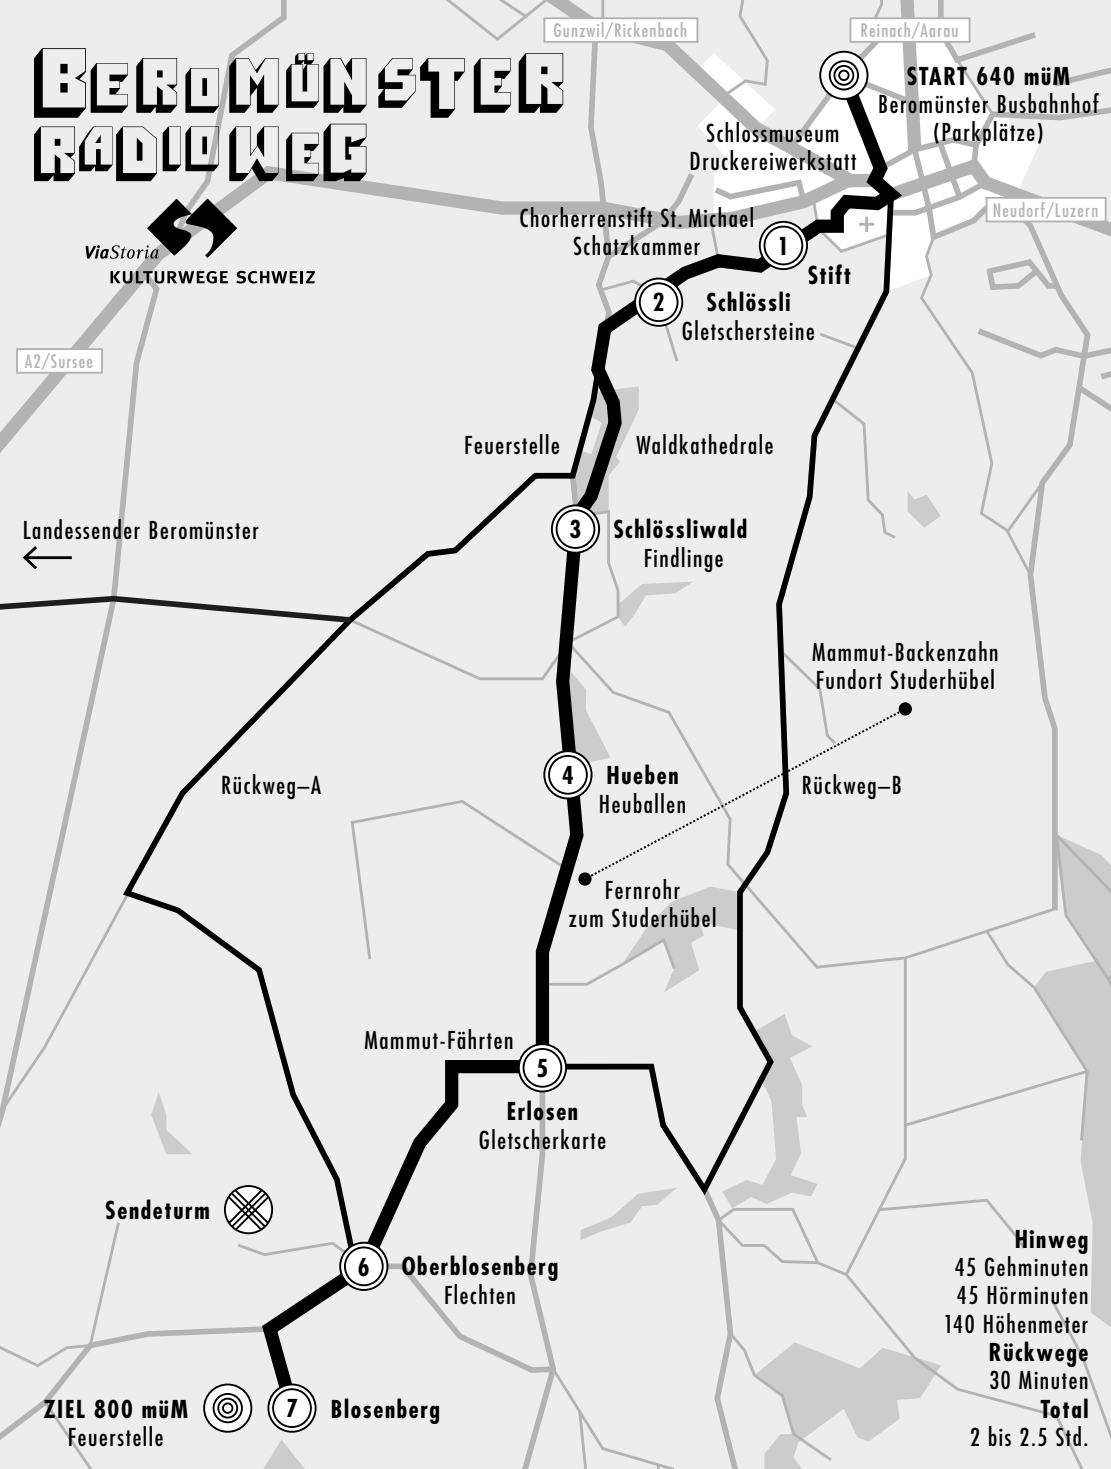 Gunzwil/Rickenbach
Reinach/Aarau
BEROMÜNSTER
RADIOWEG
START 640 müM
Beromünster Busbahnhof
(Parkplätze)
Schlossmuseum
Druckereiwerkstatt
Neudorf/Luzern
Chorherrenstift St. Michael
Schatzkammer
ViaStoria
KULTURWEGE SCHWEIZ
1
Stift
2
Schlössli
Gletschersteine
A2/Sursee
Feuerstelle
Waldkathedrale
Landessender Beromünster
3
Schlössliwald
Findlinge
Mammut-Backenzahn
Fundort Studerhübel
4
Hueben
Heuballen
Rückweg–A
Rückweg–B
Fernrohr
zum Studerhübel
Mammut-Fährten
5
Erlosen
Gletscherkarte
Sendeturm
6
Oberblosenberg
Flechten
ZIEL 800 müM
Feuerstelle
7
Blosenberg
Hinweg
45 Gehminuten
45 Hörminuten
140 Höhenmeter
Rückwege
30 Minuten
Total
2 bis 2.5 Std.